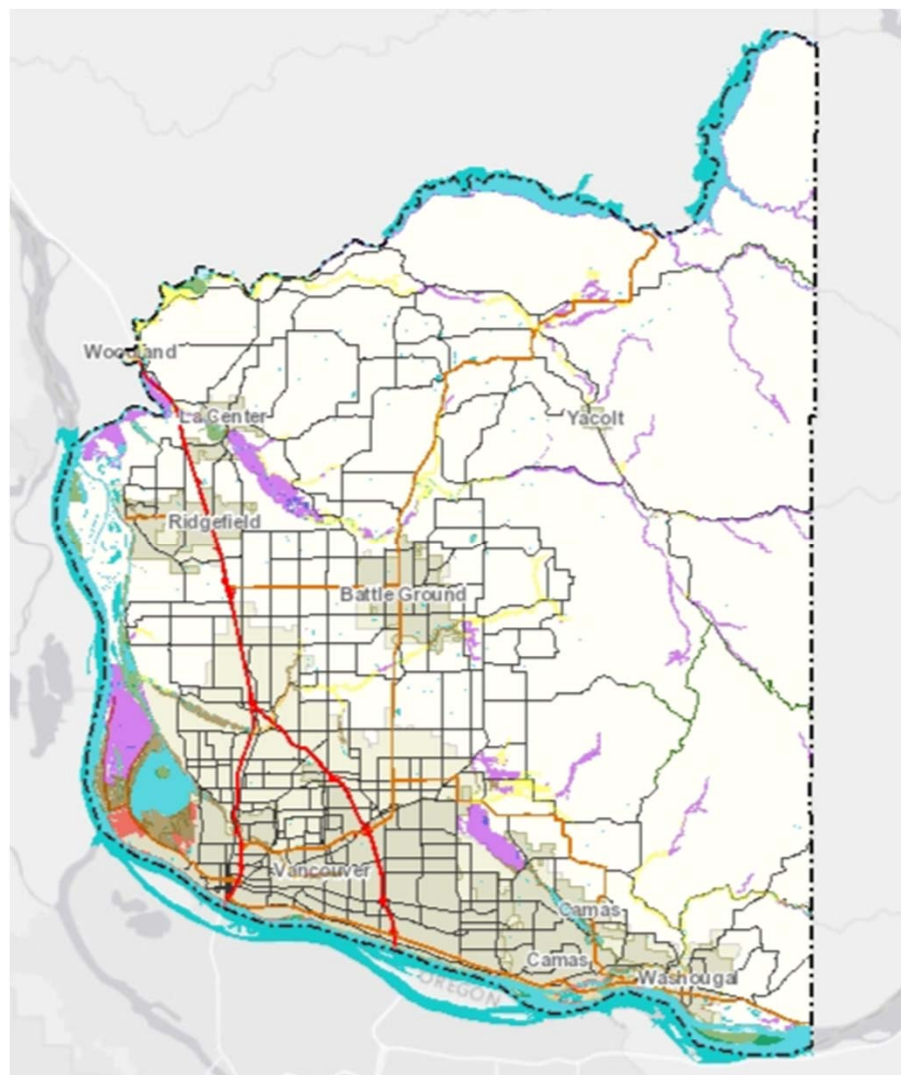 Woodland
La Center
Yacolt
Ridgefield
Battle Ground
Vancouver
Camas
Camas
Washougal
OREGON